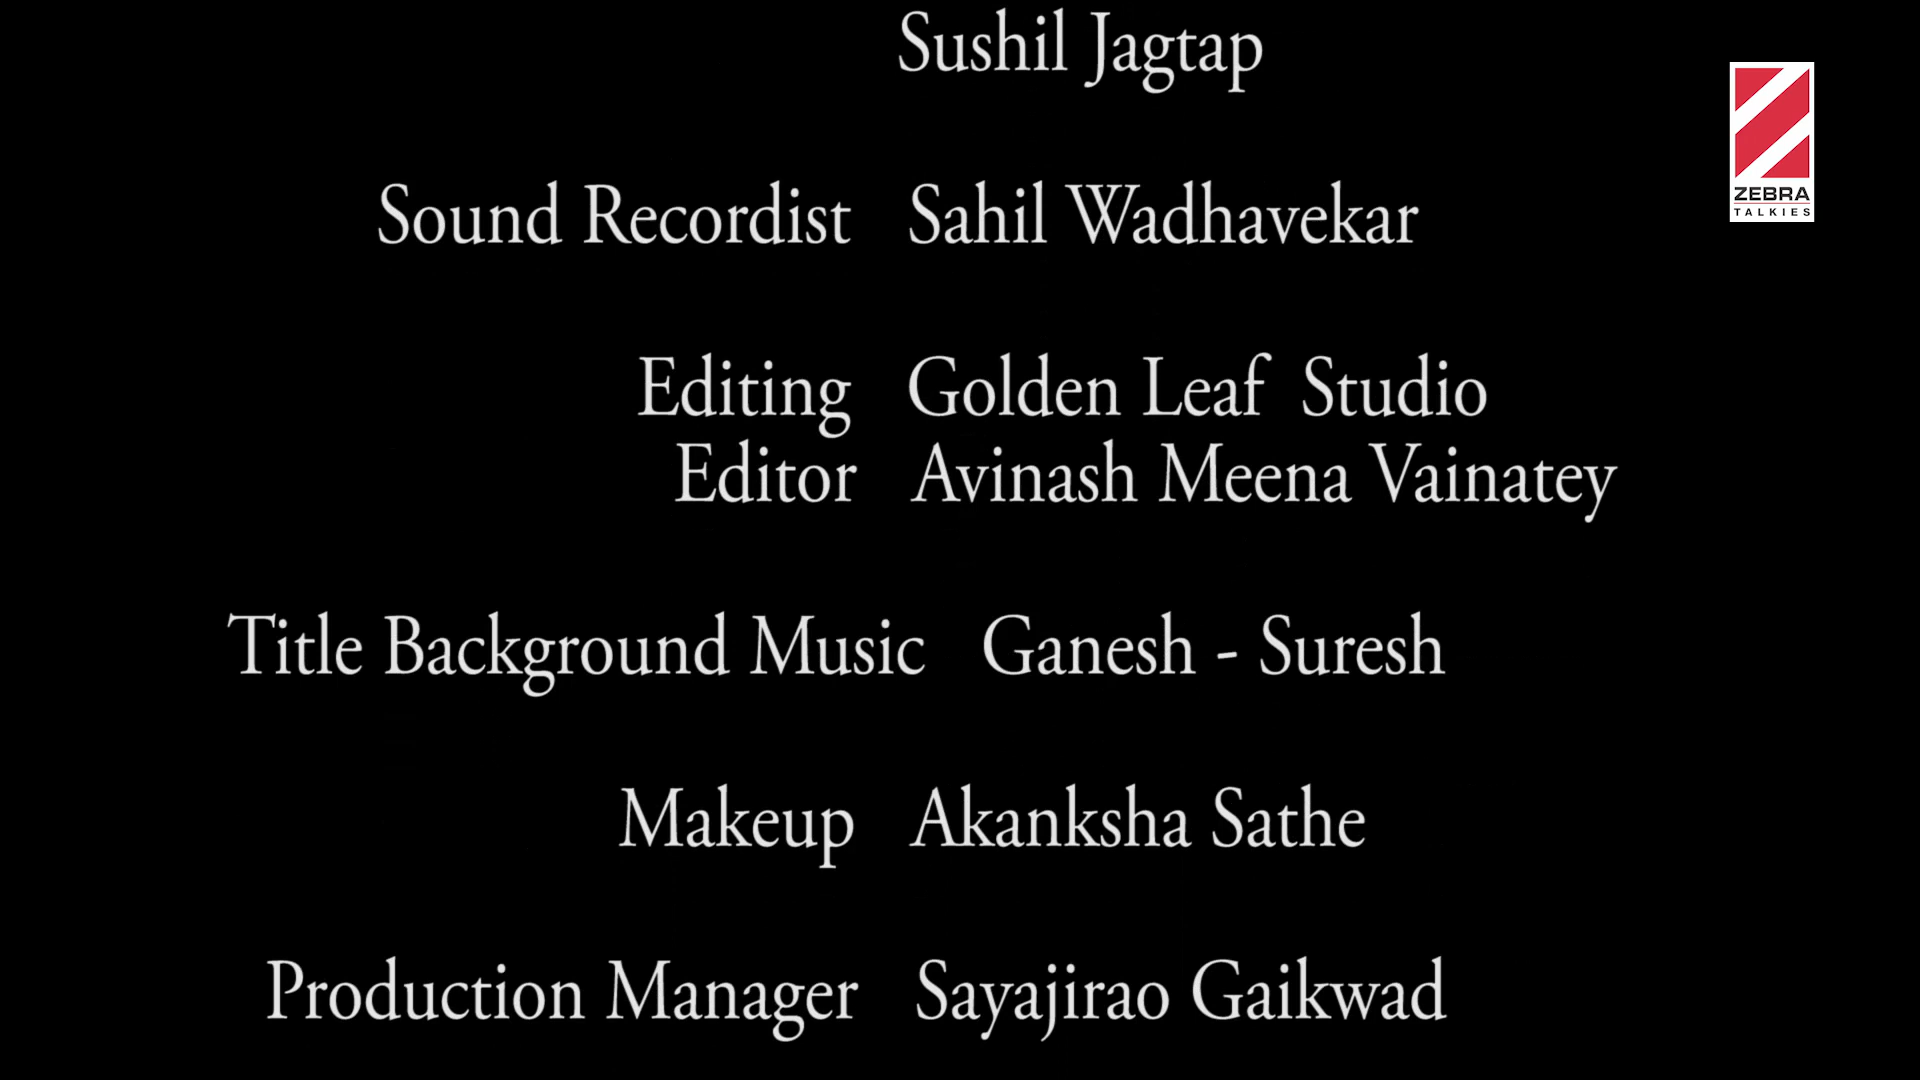 Sushil Jagtap
ZEBRA
TALKIES
Sound Recordist Sahil Wadhavekar
Editing Golden Leaf Studio
Editor Avinash Meena Vainatey
Title Background Music Ganesh - Suresh
Makeup Akanksha Sathe
Production Manager Sayajirao Gaikwad